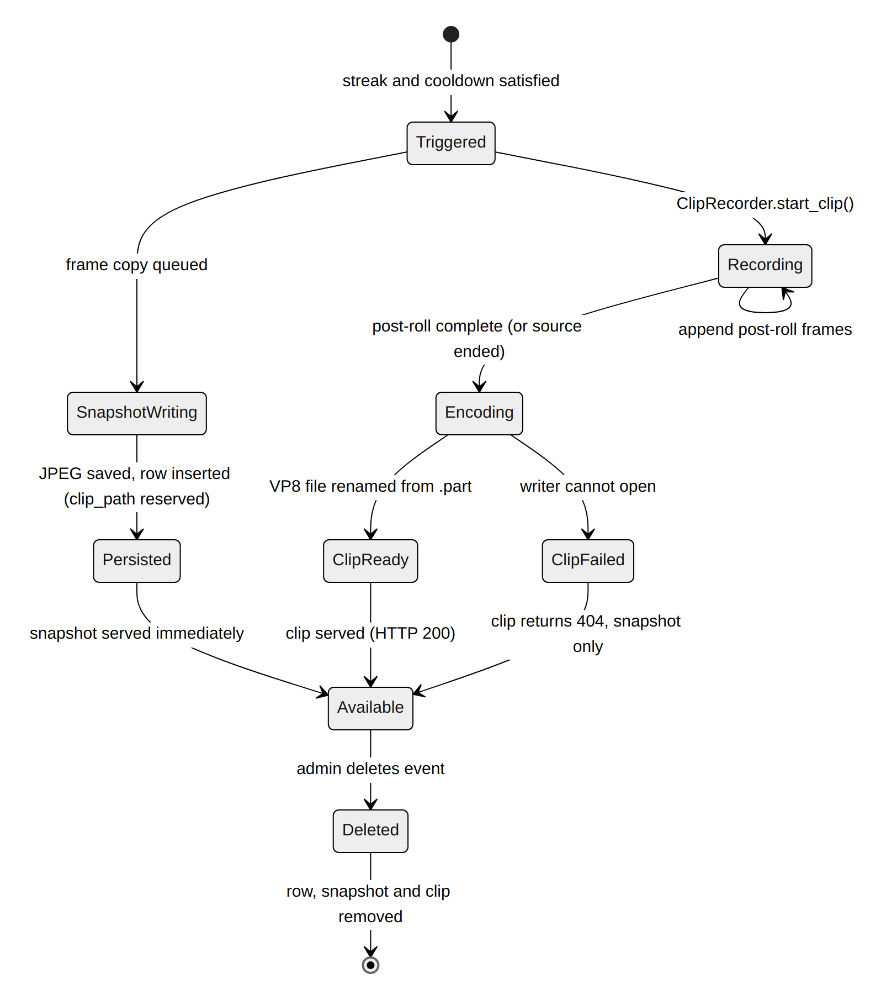 streak and cooldown satisfied
Triggered
ClipRecorder.start_clip()
frame copy queued
Recording
post-roll complete (or source
ended)
append post-roll frames
SnapshotWriting
Encoding
JPEG saved, row inserted
(clip_path reserved)
VP8 file renamed from .part
writer cannot open
Persisted
ClipReady
ClipFailed
snapshot served immediately
clip served (HTTP 200)
clip returns 404, snapshot
only
Available
admin deletes event
Deleted
row, snapshot and clip
removed